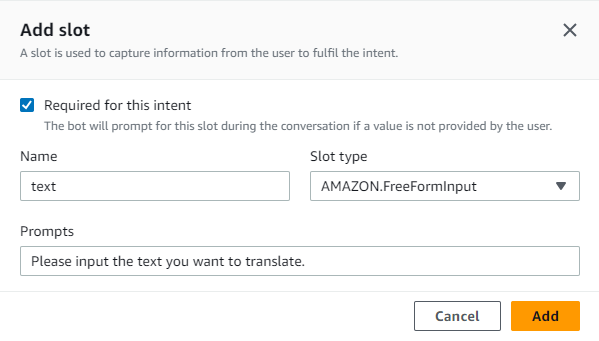 Add slot
A slot is used to capture information from the user to fulfil the intent.
Required for this intent
The bot will prompt for this slot during the conversation if a value is not provided by the user.
Name
Slot type
text
AMAZON.FreeFormInput
Prompts
Please input the text you want to translate.
Cancel
Add